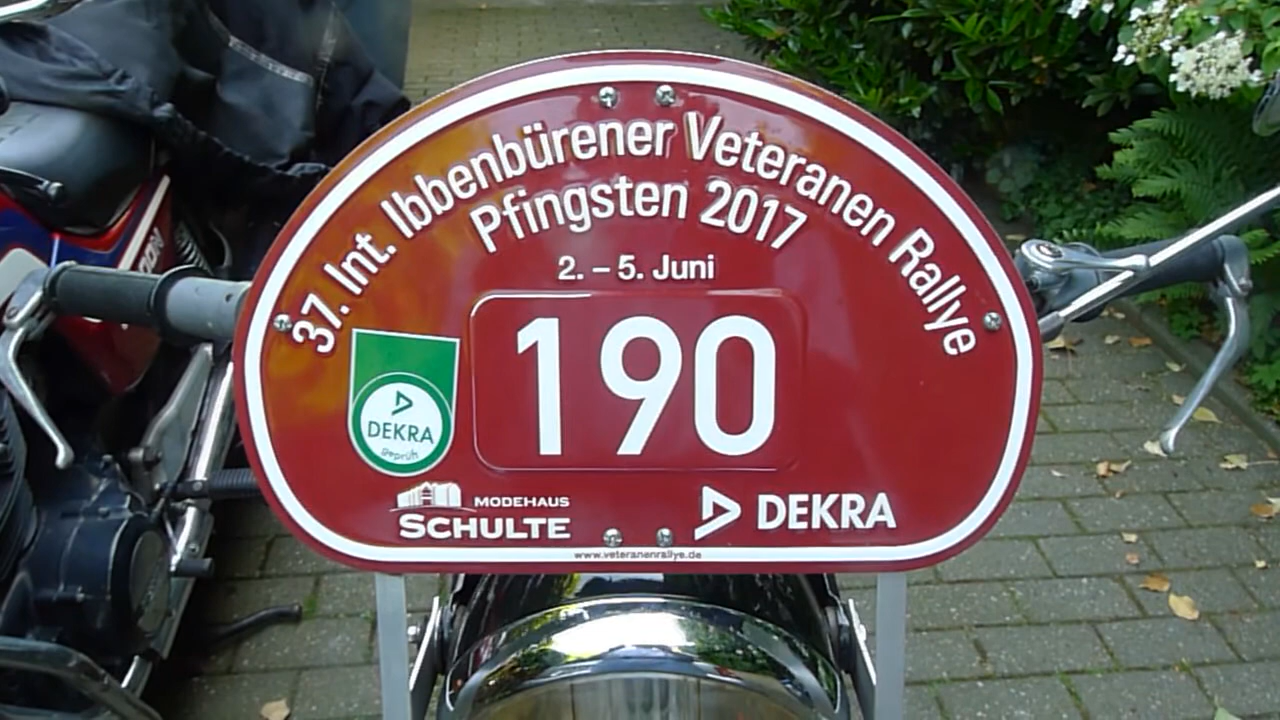 37. Int. Ibbenbürener Veteranen Rallye
Pfingsten 2017
2. – 5. Juni
190
DEKRA
Geprüft
MODEHAUS
SCHULTE
DEKRA
www.veteranenrallye.de